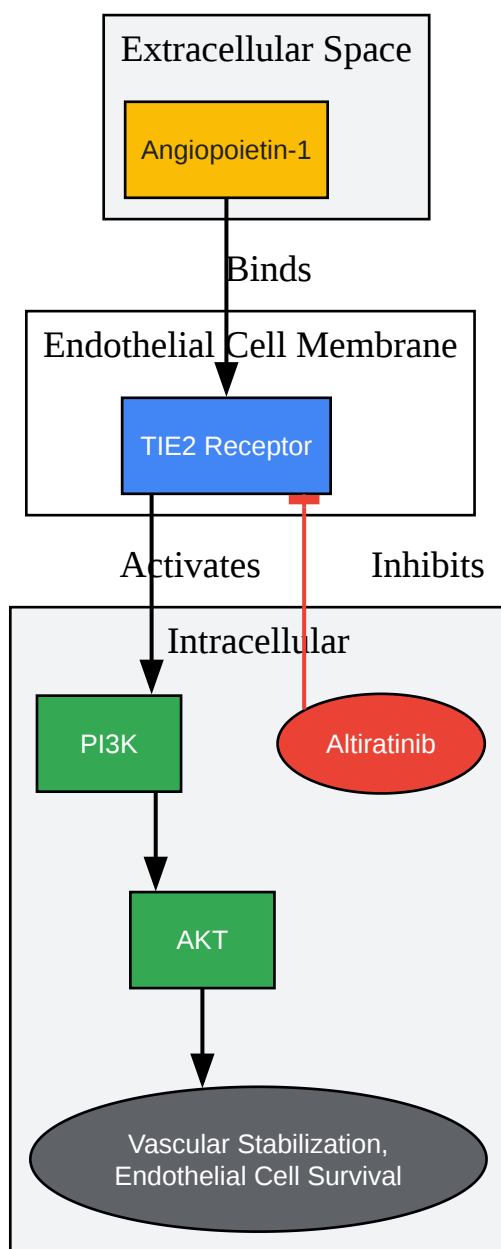 Extracellular Space
Angiopoietin-1
Binds
Endothelial Cell Membrane
TIE2 Receptor
Activates
Inhibits
Intracellular
PI3K
Altiratinib
AKT
Vascular Stabilization,
Endothelial Cell Survival